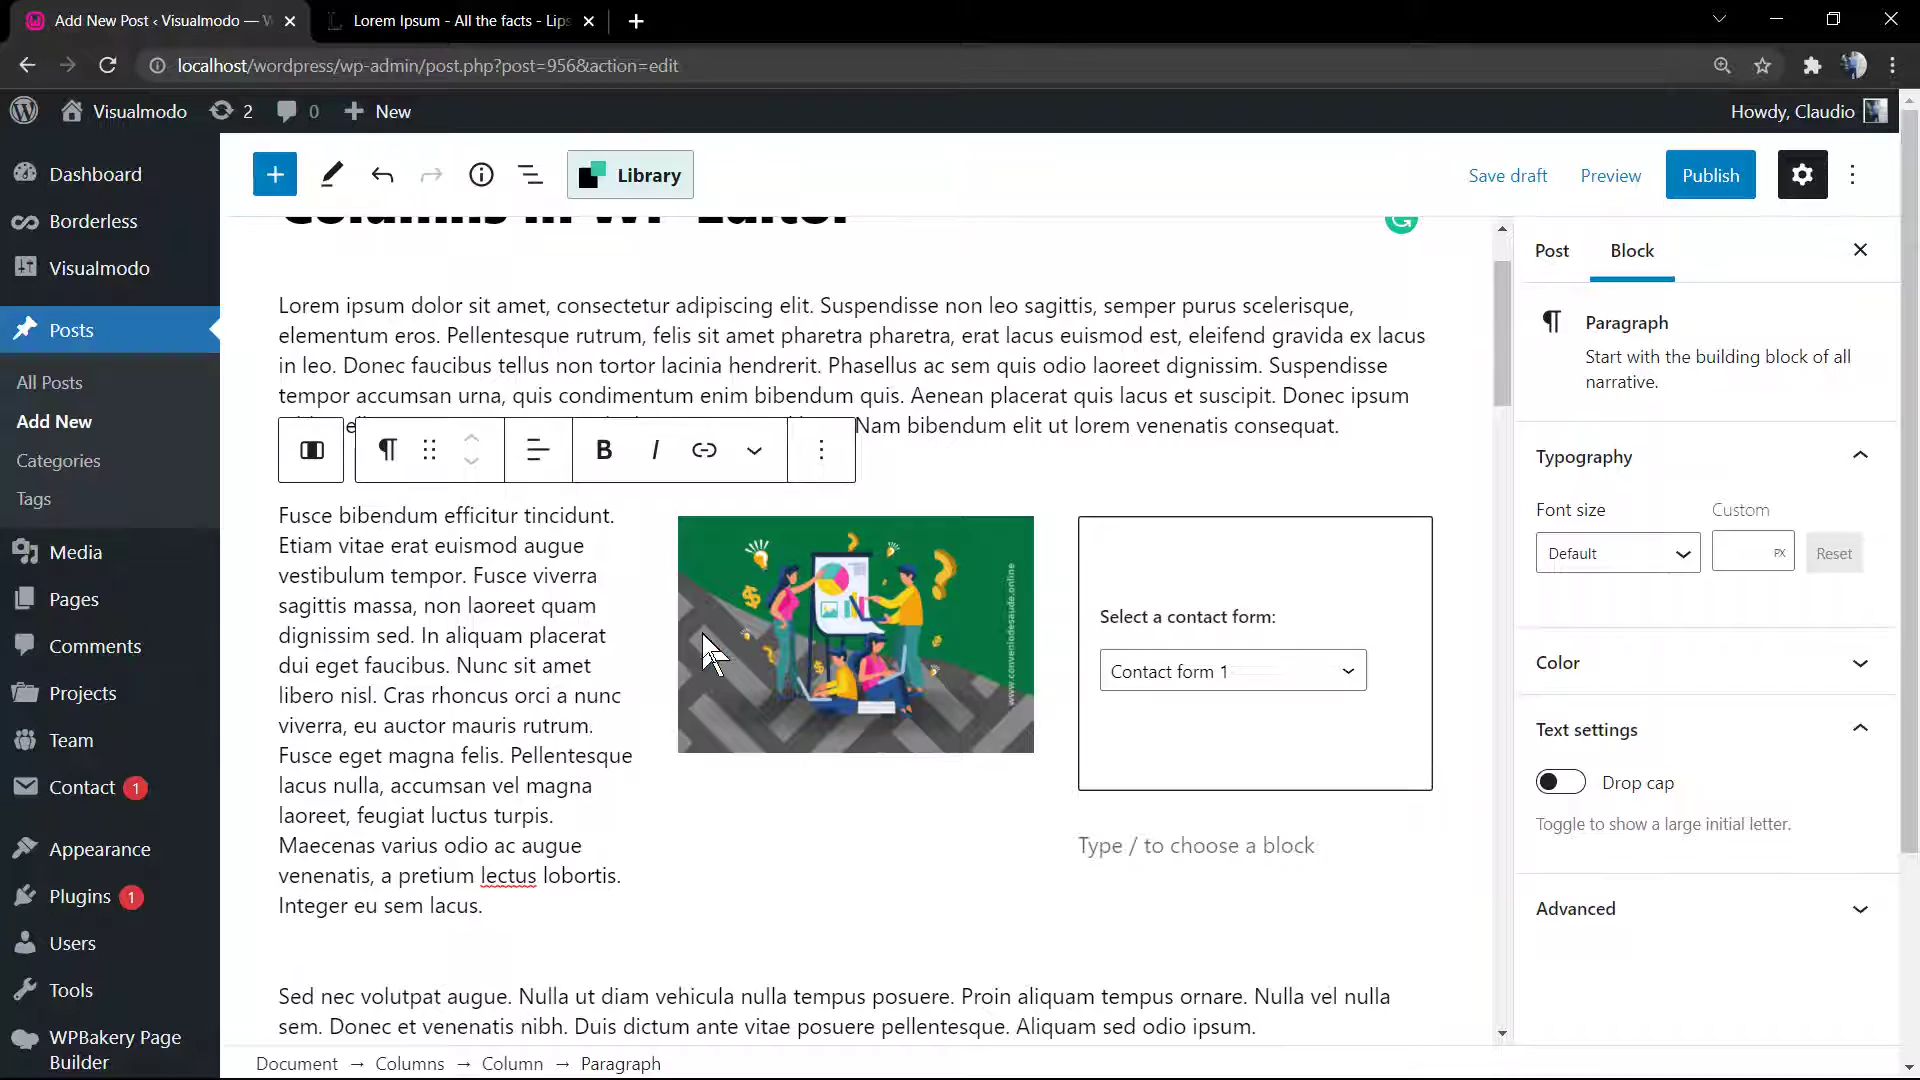 Add New Post ‹ Visualmodo —
Lorem Ipsum - All the facts - Lips
localhost/wordpress/wp-admin/post.php?post=956&action=edit
Visualmodo
2
0
New
Howdy, Claudio
Dashboard
Borderless
Visualmodo
Posts
All Posts
Add New
Categories
Tags
Media
Pages
Comments
Projects
Team
Contact 1
Appearance
Plugins 1
Users
Tools
WPBakery Page
Builder
Library
Save draft
Preview
Publish
Columns in WP Editor
Lorem ipsum dolor sit amet, consectetur adipiscing elit. Suspendisse non leo sagittis, semper purus scelerisque,
elementum eros. Pellentesque rutrum, felis sit amet pharetra pharetra, erat lacus euismod est, eleifend gravida ex lacus
in leo. Donec faucibus tellus non tortor lacinia hendrerit. Phasellus ac sem quis odio laoreet dignissim. Suspendisse
tempor accumsan urna, quis condimentum enim bibendum quis. Aenean placerat quis lacus et suscipit. Donec ipsum
Nam bibendum elit ut lorem venenatis consequat.
B I
Fusce bibendum efficitur tincidunt.
Etiam vitae erat euismod augue
vestibulum tempor. Fusce viverra
sagittis massa, non laoreet quam
dignissim sed. In aliquam placerat
dui eget faucibus. Nunc sit amet
libero nisl. Cras rhoncus orci a nunc
viverra, eu auctor mauris rutrum.
Fusce eget magna felis. Pellentesque
lacus nulla, accumsan vel magna
laoreet, feugiat luctus turpis.
Maecenas varius odio ac augue
venenatis, a pretium lectus lobortis.
Integer eu sem lacus.
www.conveniodesaude.online
Select a contact form:
Contact form 1
Type / to choose a block
Sed nec volutpat augue. Nulla ut diam vehicula nulla tempus posuere. Proin aliquam tempus ornare. Nulla vel nulla
sem. Donec et venenatis nibh. Duis dictum ante vitae posuere pellentesque. Aliquam sed odio ipsum.
Document → Columns → Column → Paragraph
Post
Block
Paragraph
Start with the building block of all
narrative.
Typography
Font size
Custom
Default
PX
Reset
Color
Text settings
Drop cap
Toggle to show a large initial letter.
Advanced